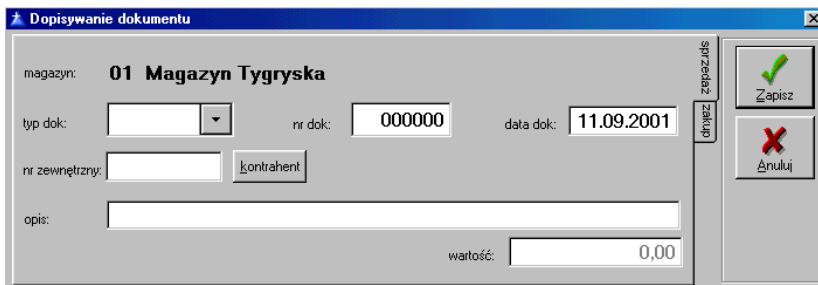 Dopisywanie dokumentu
magazyn: 01 Magazyn Tygryska
typ dok: nr dok: 000000 data dok: 11.09.2001
nr zewnętrzny: kontrahent
opis:
wartość: 0,00
sprzedaż
zakup
Zapisz
Anuluj